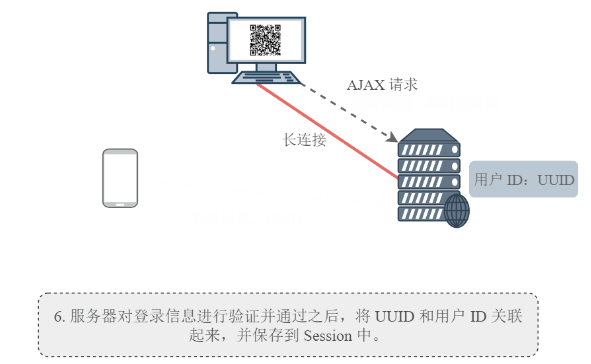 AJAX 请求
长连接
用户 ID：UUID
6. 服务器对登录信息进行验证并通过之后，将 UUID 和用户 ID 关联
起来，并保存到 Session 中。